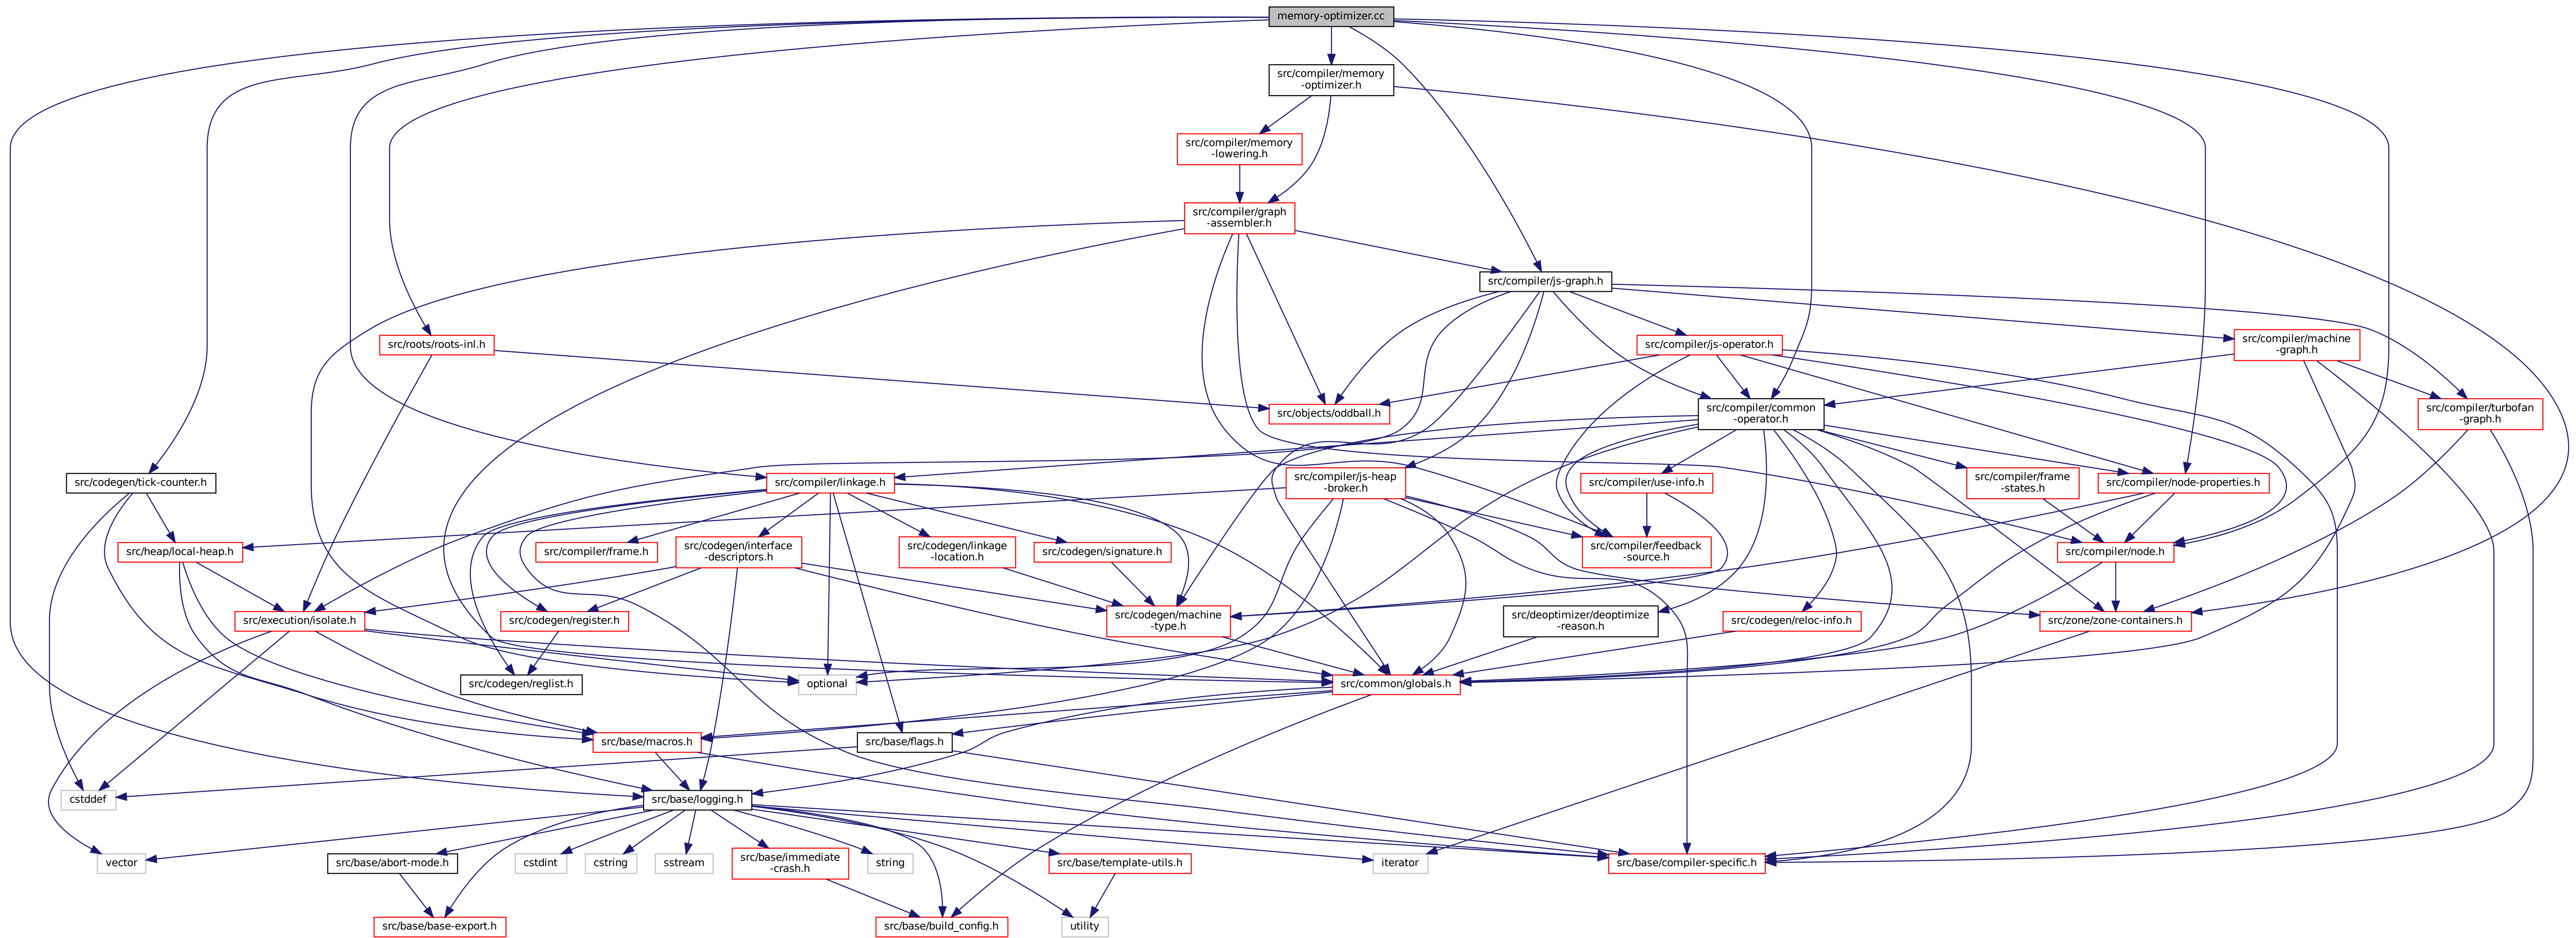 memory-optimizer.cc
src/compiler/memory
-optimizer.h
src/compiler/memory
-lowering.h
src/compiler/graph
-assembler.h
src/compiler/js-graph.h
src/roots/roots-inl.h
src/compiler/js-operator.h
src/compiler/machine
-graph.h
src/objects/oddball.h
src/compiler/common
-operator.h
src/compiler/turbofan
-graph.h
src/codegen/tick-counter.h
src/compiler/linkage.h
src/compiler/js-heap
-broker.h
src/compiler/use-info.h
src/compiler/frame
-states.h
src/compiler/node-properties.h
src/heap/local-heap.h
src/compiler/frame.h
src/codegen/interface
-descriptors.h
src/codegen/linkage
-location.h
src/codegen/signature.h
src/compiler/feedback
-source.h
src/compiler/node.h
src/execution/isolate.h
src/codegen/register.h
src/codegen/machine
-type.h
src/deoptimizer/deoptimize
-reason.h
src/codegen/reloc-info.h
src/zone/zone-containers.h
src/codegen/reglist.h
optional
src/common/globals.h
src/base/macros.h
src/base/flags.h
cstddef
src/base/logging.h
vector
src/base/abort-mode.h
cstdint
cstring
sstream
src/base/immediate
-crash.h
string
src/base/template-utils.h
iterator
src/base/compiler-specific.h
src/base/base-export.h
src/base/build_config.h
utility